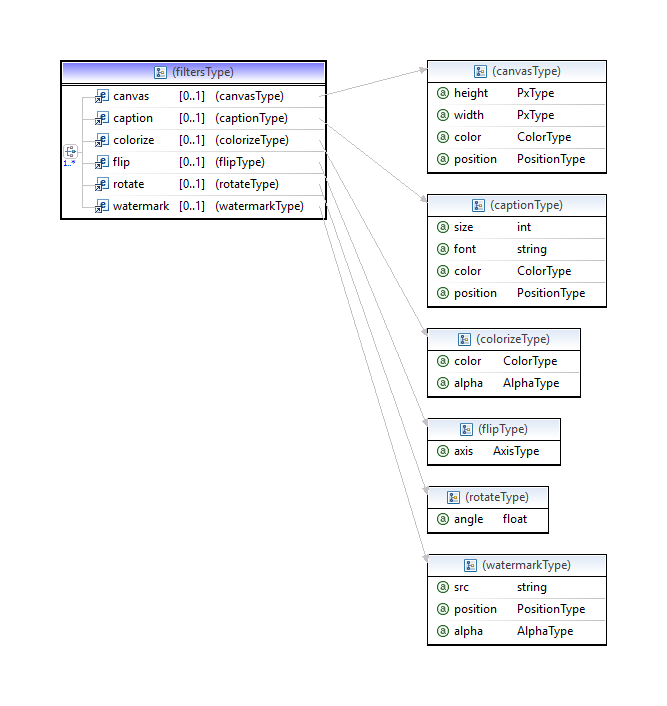 (filtersType)
canvas [0..1] (canvasType)
caption [0..1] (captionType)
colorize [0..1] (colorizeType)
flip [0..1] (flipType)
rotate [0..1] (rotateType)
watermark [0..1] (watermarkType)
1..*
(canvasType)
height PxType
width PxType
color ColorType
position PositionType
(captionType)
size int
font string
color ColorType
position PositionType
(colorizeType)
color ColorType
alpha AlphaType
(flipType)
axis AxisType
(rotateType)
angle float
(watermarkType)
src string
position PositionType
alpha AlphaType